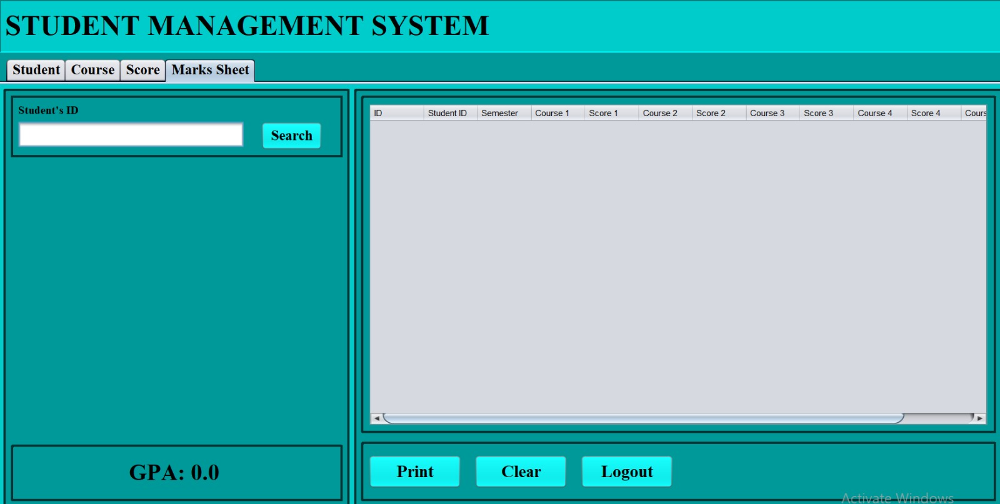 STUDENT MANAGEMENT SYSTEM
Student Course Score Marks Sheet
Student's ID
Search
ID Student ID Semester Course 1 Score 1 Course 2 Score 2 Course 3 Score 3 Course 4 Score 4 Cours
GPA: 0.0
Print Clear Logout
Activate Windows